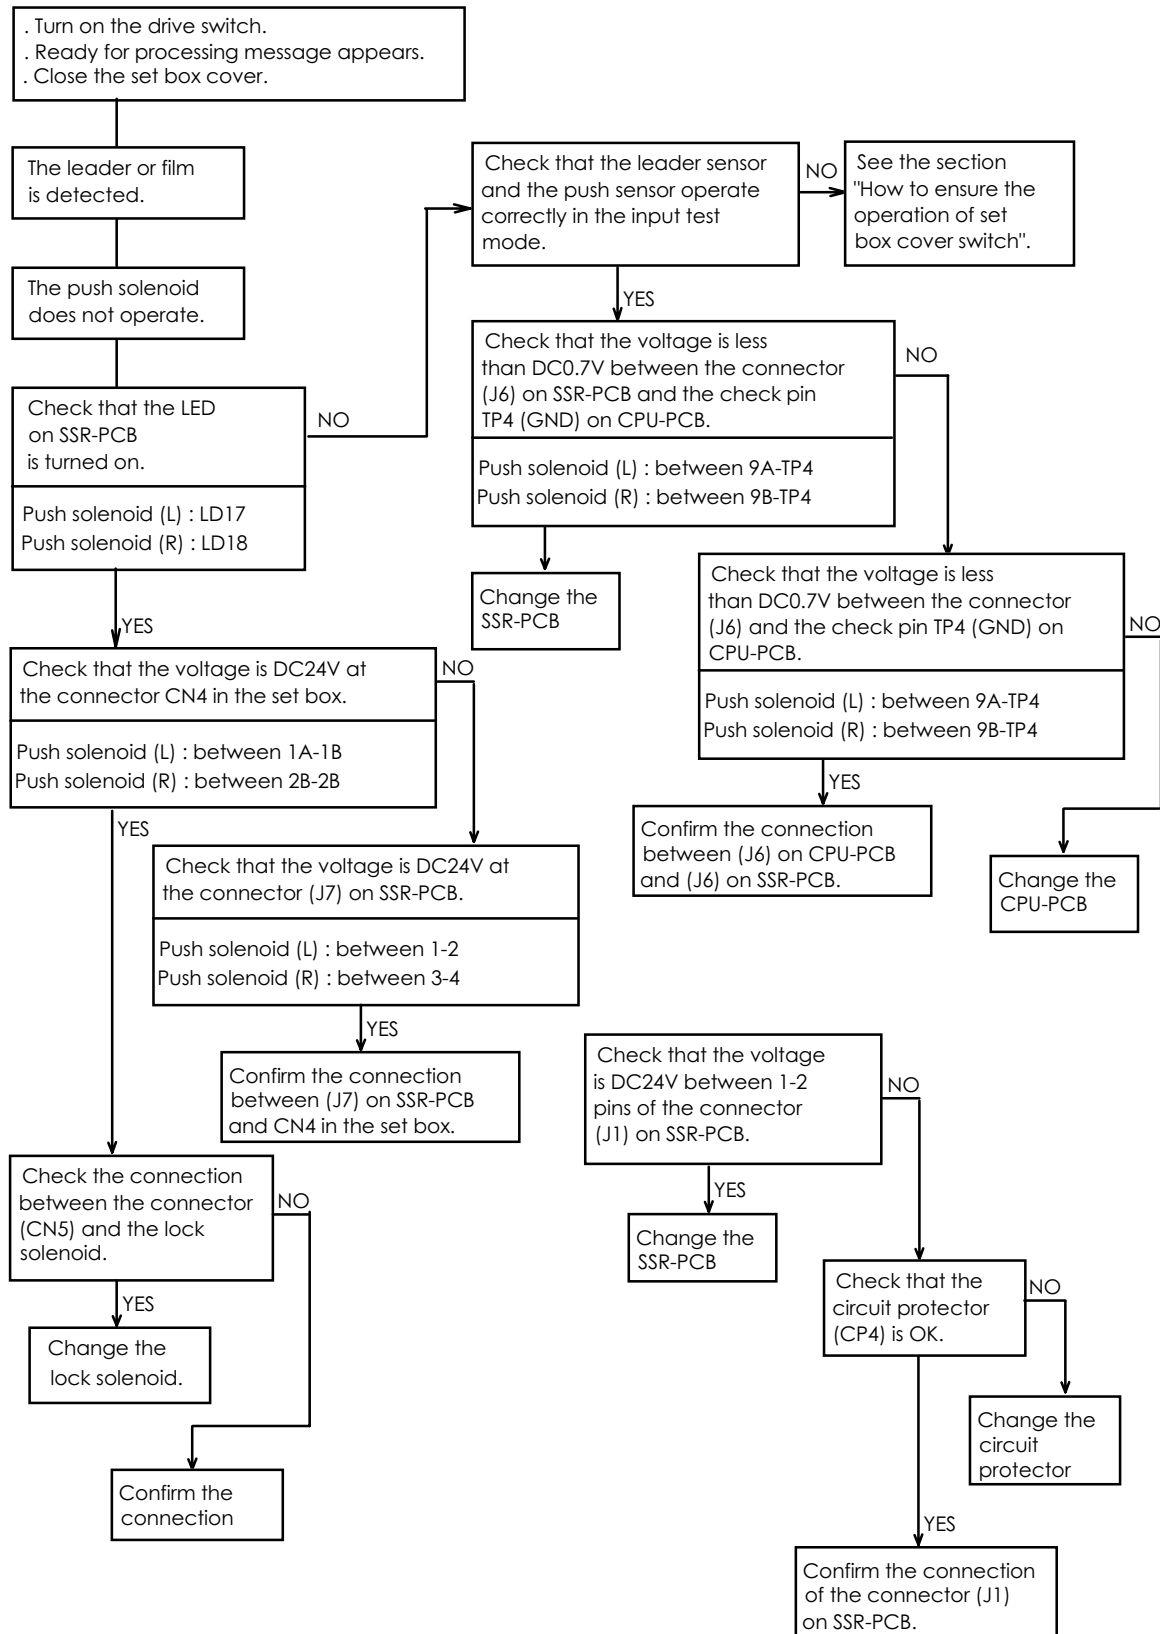 . Turn on the drive switch.
. Ready for processing message appears.
. Close the set box cover.
The leader or film
is detected.
The push solenoid
does not operate.
Check that the LED
on SSR-PCB
is turned on.
Push solenoid (L) : LD17
Push solenoid (R) : LD18
NO
YES
Check that the leader sensor
and the push sensor operate
correctly in the input test
mode.
NO
See the section
"How to ensure the
operation of set
box cover switch".
YES
Check that the voltage is less
than DC0.7V between the connector
(J6) on SSR-PCB and the check pin
TP4 (GND) on CPU-PCB.
Push solenoid (L) : between 9A-TP4
Push solenoid (R) : between 9B-TP4
NO
Change the
SSR-PCB
Check that the voltage is less
than DC0.7V between the connector
(J6) and the check pin TP4 (GND) on
CPU-PCB.
Push solenoid (L) : between 9A-TP4
Push solenoid (R) : between 9B-TP4
NO
YES
Confirm the connection
between (J6) on CPU-PCB
and (J6) on SSR-PCB.
Change the
CPU-PCB
Check that the voltage is DC24V at
the connector CN4 in the set box.
Push solenoid (L) : between 1A-1B
Push solenoid (R) : between 2B-2B
NO
YES
Check that the voltage is DC24V at
the connector (J7) on SSR-PCB.
Push solenoid (L) : between 1-2
Push solenoid (R) : between 3-4
YES
Confirm the connection
between (J7) on SSR-PCB
and CN4 in the set box.
Check the connection
between the connector
(CN5) and the lock
solenoid.
NO
YES
Change the
lock solenoid.
Confirm the
connection
Check that the voltage
is DC24V between 1-2
pins of the connector
(J1) on SSR-PCB.
NO
YES
Change the
SSR-PCB
Check that the
circuit protector
(CP4) is OK.
NO
Change the
circuit
protector
YES
Confirm the connection
of the connector (J1)
on SSR-PCB.